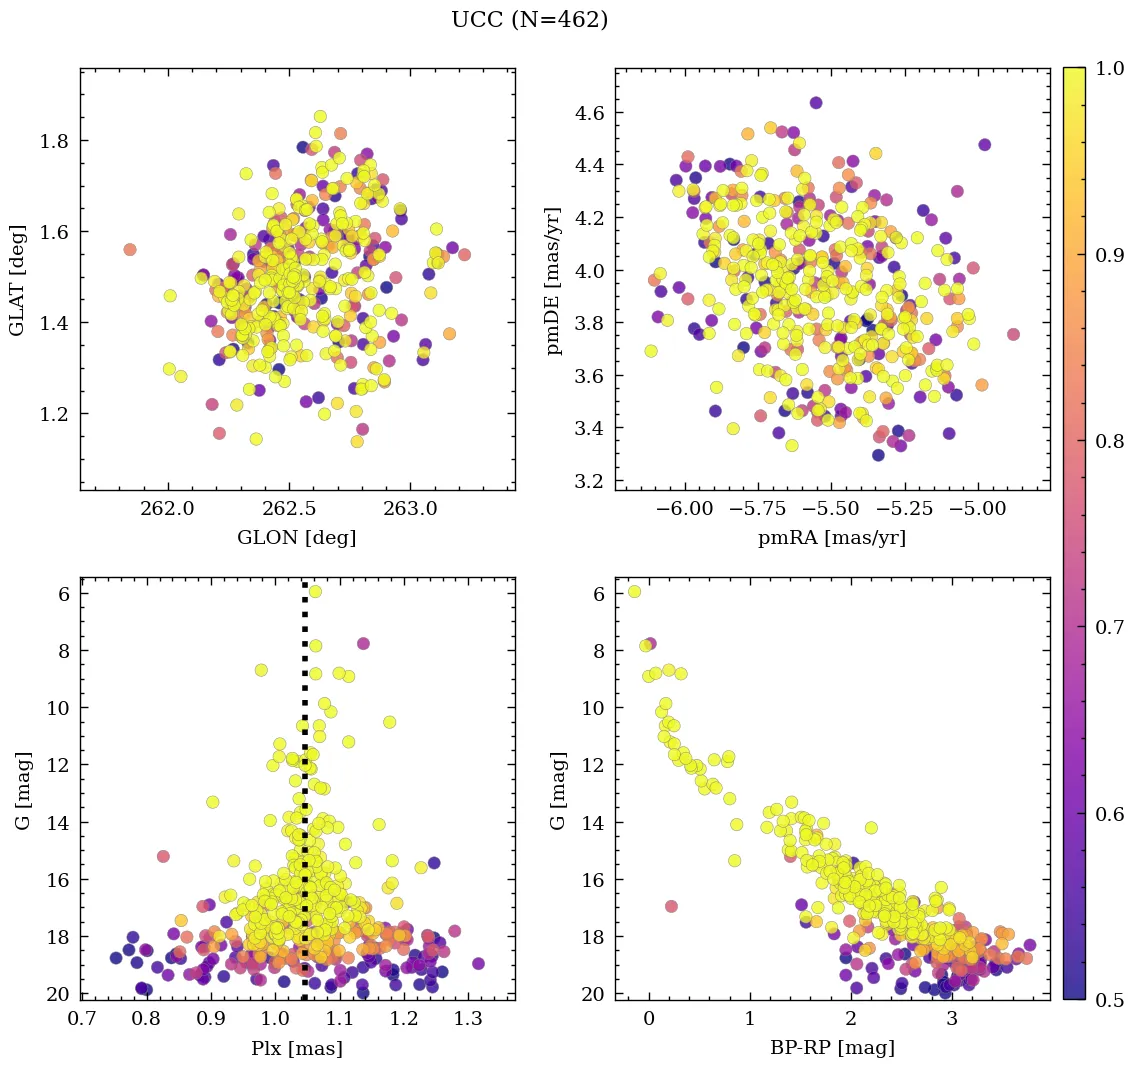 UCC (N=462)
1.8
1.6
1.4
1.2
GLAT [deg]
262.0 262.5 263.0
GLON [deg]
4.6
4.4
4.2
4.0
3.8
3.6
3.4
3.2
pmDE [mas/yr]
−6.00 −5.75 −5.50 −5.25 −5.00
pmRA [mas/yr]
6
8
10
12
14
16
18
20
G [mag]
0.7 0.8 0.9 1.0 1.1 1.2 1.3
Plx [mas]
6
8
10
12
14
16
18
20
G [mag]
0 1 2 3
BP-RP [mag]
1.0
0.9
0.8
0.7
0.6
0.5